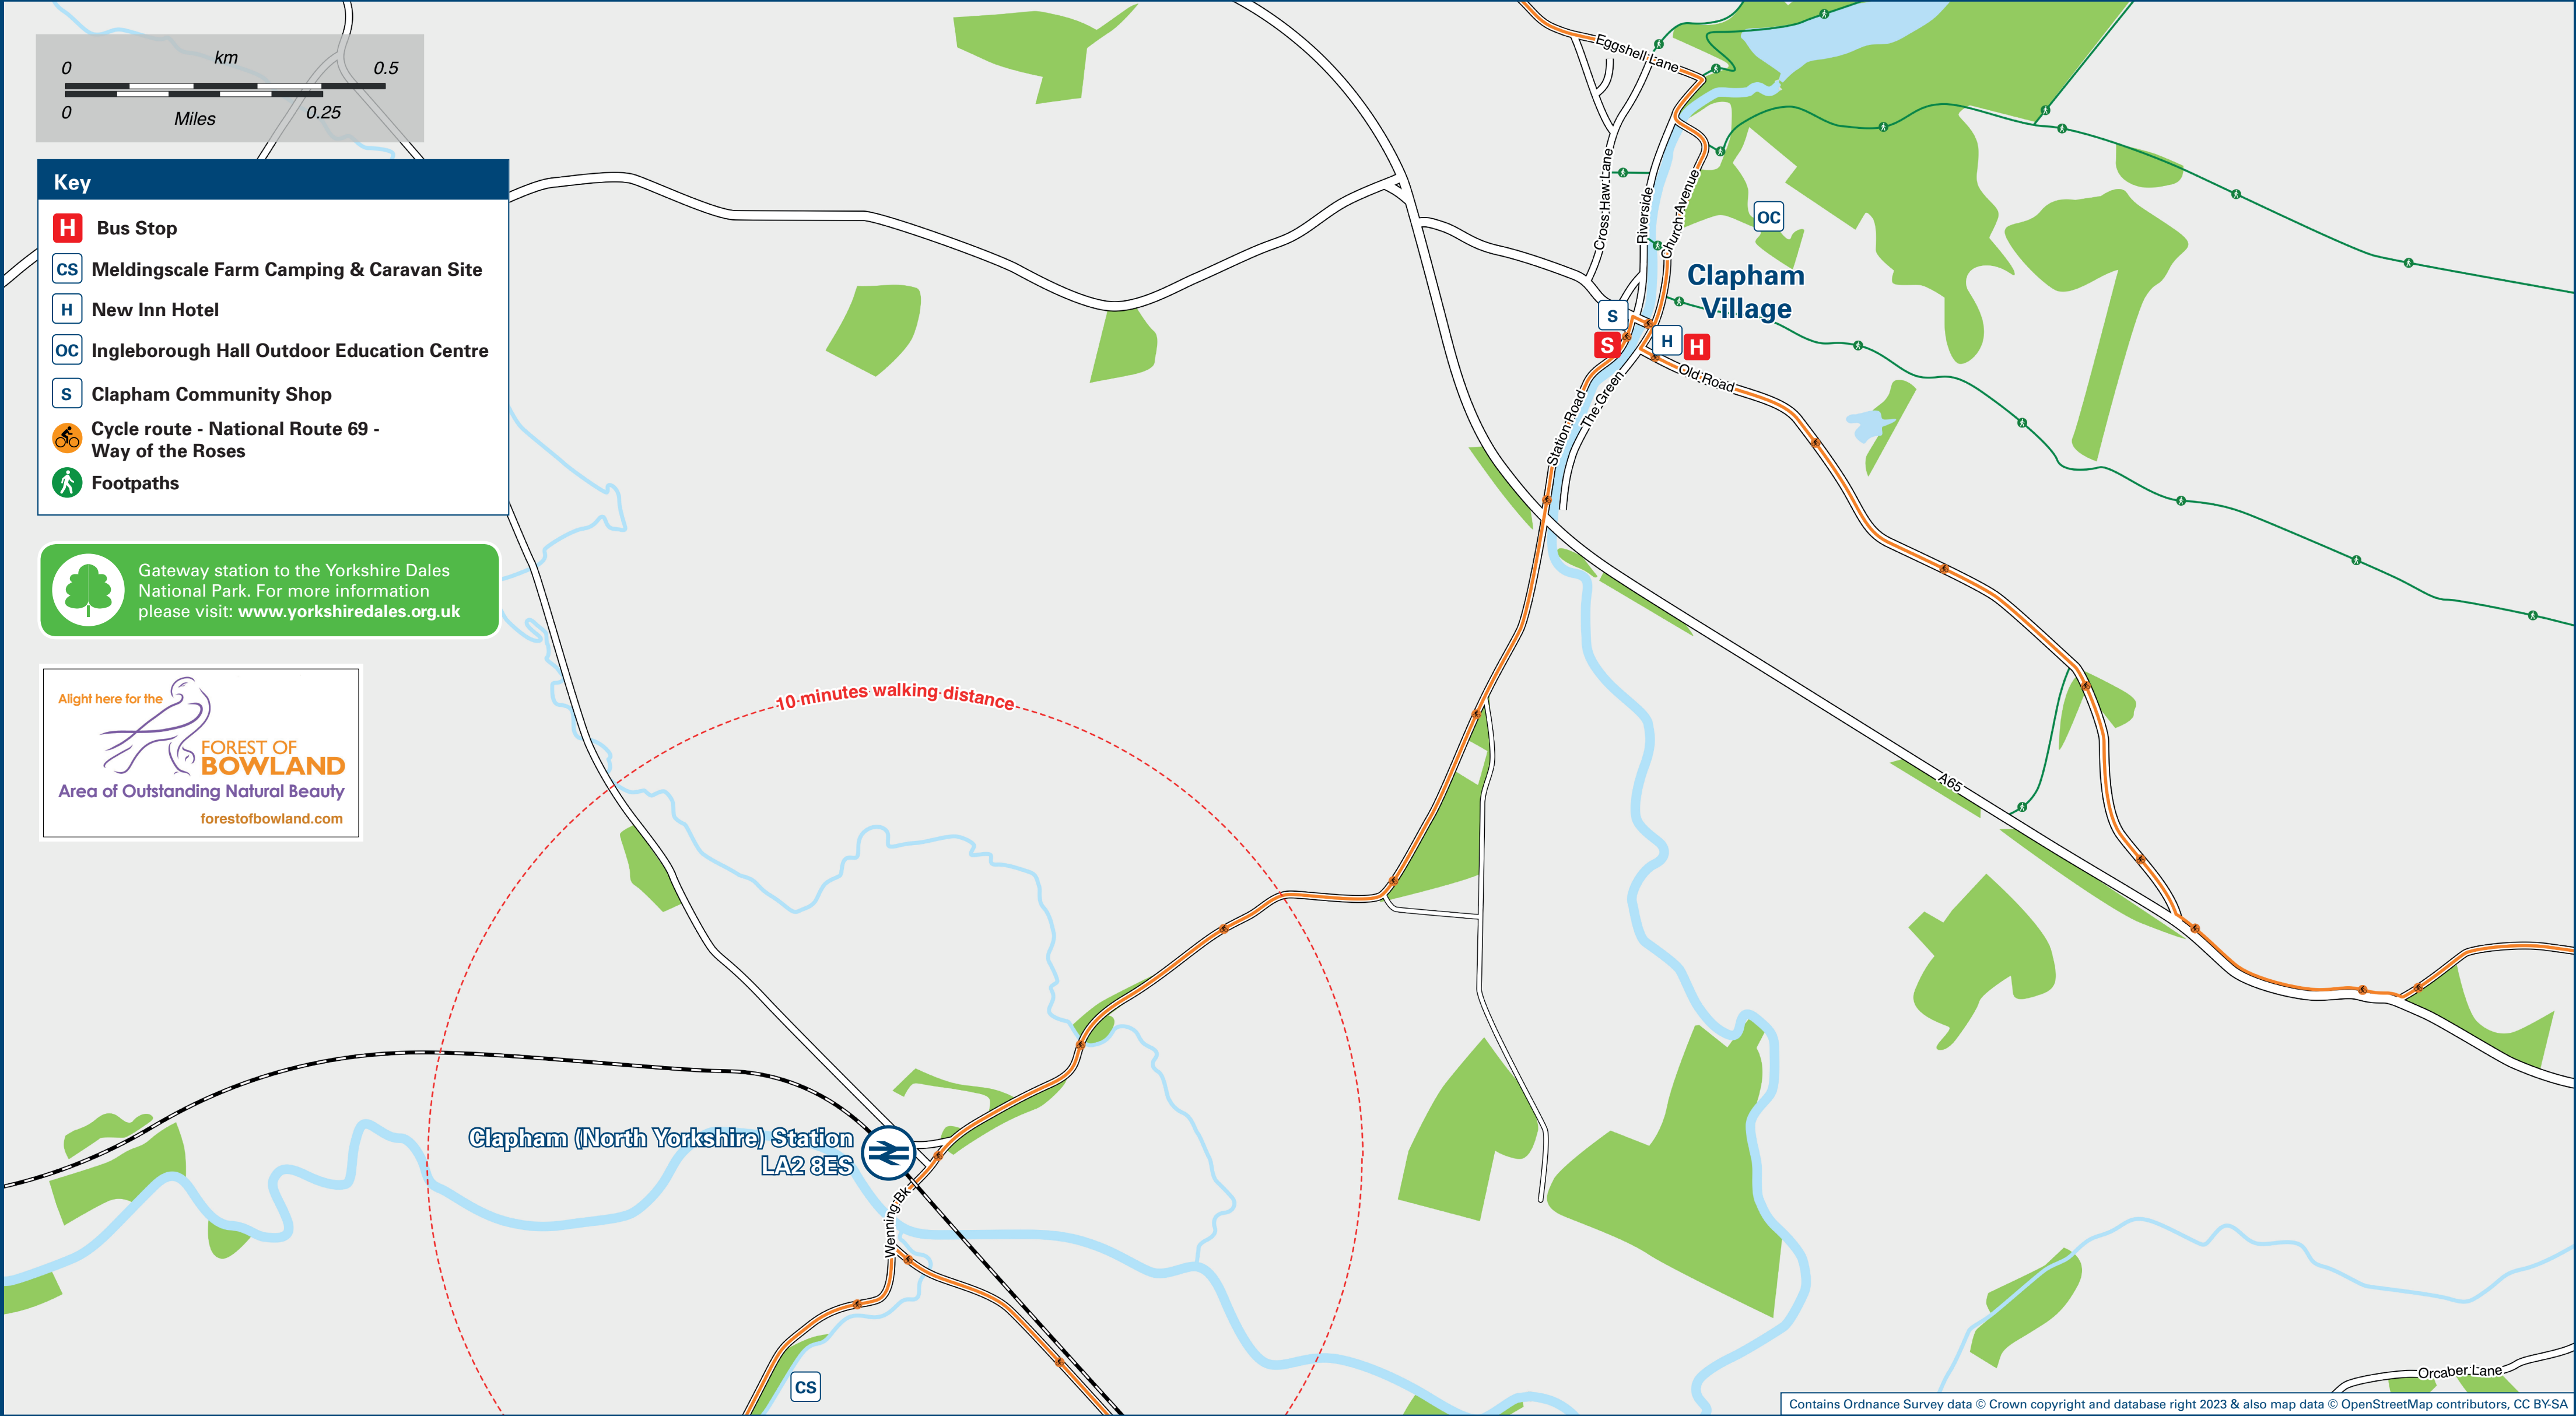 km
0 0.5
0 0.25
Miles
Key
H Bus Stop
CS Meldingscale Farm Camping & Caravan Site
H New Inn Hotel
OC Ingleborough Hall Outdoor Education Centre
S Clapham Community Shop
Cycle route - National Route 69 -
Way of the Roses
Footpaths
Gateway station to the Yorkshire Dales
National Park. For more information
please visit: www.yorkshiredales.org.uk
Alight here for the
FOREST OF
BOWLAND
Area of Outstanding Natural Beauty
forestofbowland.com
Eggshell Lane
Cross Haw Lane
Riverside
Church Avenue
OC
Clapham
Village
S
S
H
H
Old Road
The Green
Station Road
10 minutes walking distance
A65
Clapham (North Yorkshire) Station
LA2 8ES
Wenning Bk
CS
Orcaber Lane
Contains Ordnance Survey data © Crown copyright and database right 2023 & also map data © OpenStreetMap contributors, CC BY-SA